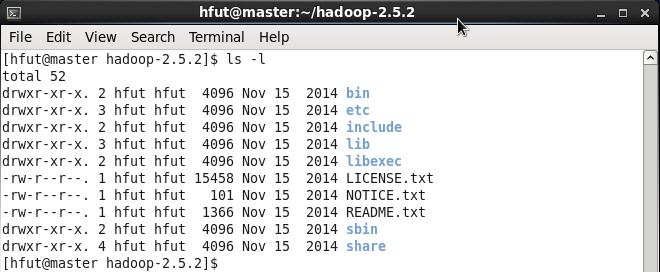 hfut@master:~/hadoop-2.5.2
File Edit View Search Terminal Help
[hfut@master hadoop-2.5.2]$ ls -l
total 52
drwxr-xr-x. 2 hfut hfut  4096 Nov 15  2014 bin
drwxr-xr-x. 3 hfut hfut  4096 Nov 15  2014 etc
drwxr-xr-x. 2 hfut hfut  4096 Nov 15  2014 include
drwxr-xr-x. 3 hfut hfut  4096 Nov 15  2014 lib
drwxr-xr-x. 2 hfut hfut  4096 Nov 15  2014 libexec
-rw-r--r--. 1 hfut hfut 15458 Nov 15  2014 LICENSE.txt
-rw-r--r--. 1 hfut hfut   101 Nov 15  2014 NOTICE.txt
-rw-r--r--. 1 hfut hfut  1366 Nov 15  2014 README.txt
drwxr-xr-x. 2 hfut hfut  4096 Nov 15  2014 sbin
drwxr-xr-x. 4 hfut hfut  4096 Nov 15  2014 share
[hfut@master hadoop-2.5.2]$